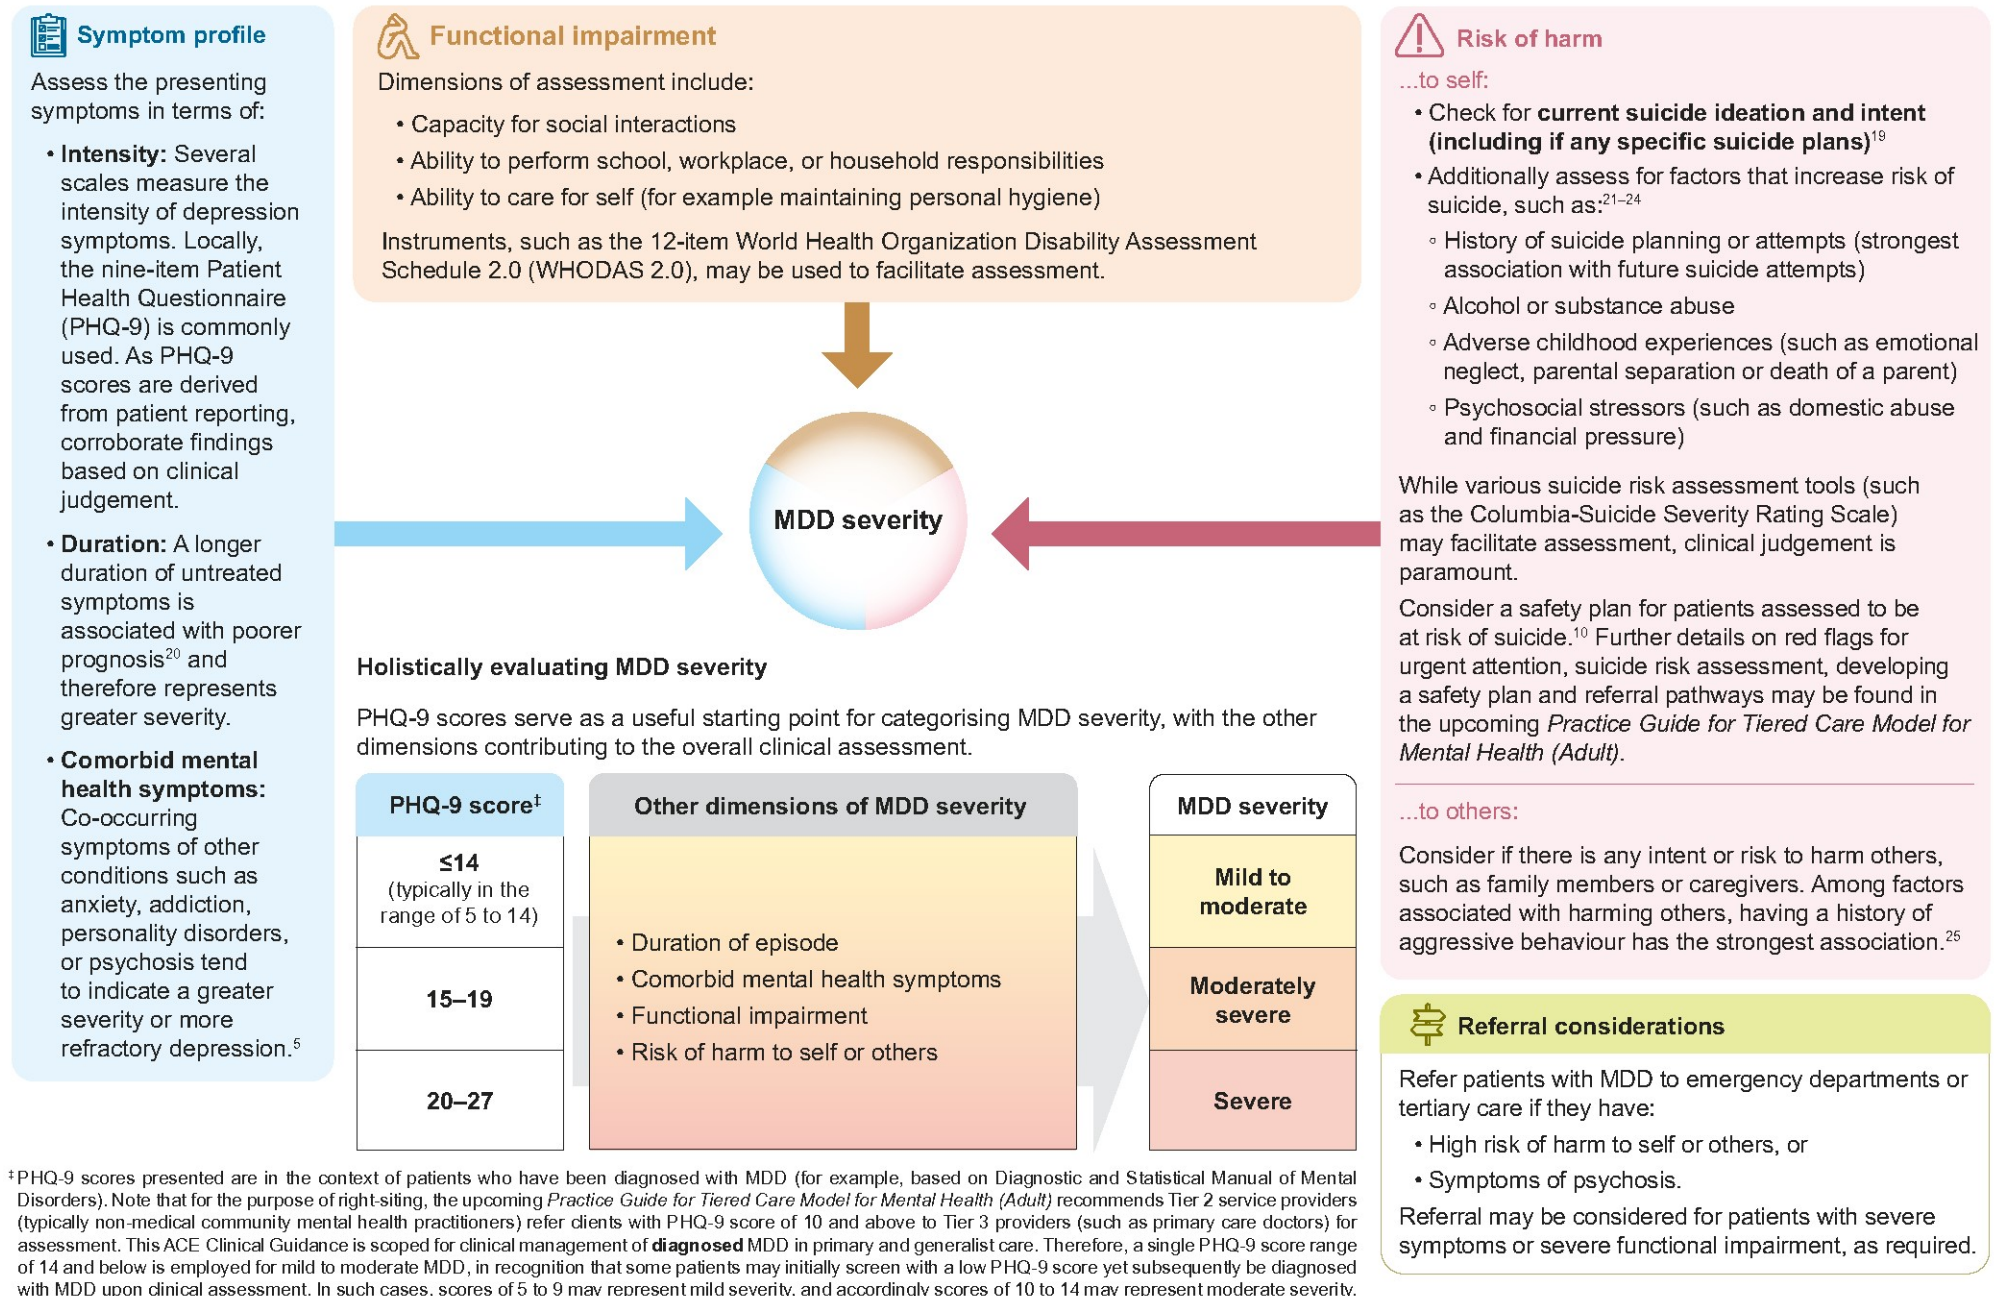 Symptom profile
Assess the presenting
symptoms in terms of:
• Intensity: Several
scales measure the
intensity of depression
symptoms. Locally,
the nine-item Patient
Health Questionnaire
(PHQ-9) is commonly
used. As PHQ-9
scores are derived
from patient reporting,
corroborate findings
based on clinical
judgement.
• Duration: A longer
duration of untreated
symptoms is
associated with poorer
prognosis20 and
therefore represents
greater severity.
• Comorbid mental
health symptoms:
Co-occurring
symptoms of other
conditions such as
anxiety, addiction,
personality disorders,
or psychosis tend
to indicate a greater
severity or more
refractory depression.5
Functional impairment
Dimensions of assessment include:
• Capacity for social interactions
• Ability to perform school, workplace, or household responsibilities
• Ability to care for self (for example maintaining personal hygiene)
Instruments, such as the 12-item World Health Organization Disability Assessment
Schedule 2.0 (WHODAS 2.0), may be used to facilitate assessment.
MDD severity
Holistically evaluating MDD severity
PHQ-9 scores serve as a useful starting point for categorising MDD severity, with the other
dimensions contributing to the overall clinical assessment.
PHQ-9 score‡
≤14
(typically in the
range of 5 to 14)
15–19
20–27
Other dimensions of MDD severity
• Duration of episode
• Comorbid mental health symptoms
• Functional impairment
• Risk of harm to self or others
MDD severity
Mild to
moderate
Moderately
severe
Severe
Risk of harm
...to self:
• Check for current suicide ideation and intent
(including if any specific suicide plans)19
• Additionally assess for factors that increase risk of
suicide, such as:21–24
◦ History of suicide planning or attempts (strongest
association with future suicide attempts)
◦ Alcohol or substance abuse
◦ Adverse childhood experiences (such as emotional
neglect, parental separation or death of a parent)
◦ Psychosocial stressors (such as domestic abuse
and financial pressure)
While various suicide risk assessment tools (such
as the Columbia-Suicide Severity Rating Scale)
may facilitate assessment, clinical judgement is
paramount.
Consider a safety plan for patients assessed to be
at risk of suicide.10 Further details on red flags for
urgent attention, suicide risk assessment, developing
a safety plan and referral pathways may be found in
the upcoming Practice Guide for Tiered Care Model for
Mental Health (Adult).
...to others:
Consider if there is any intent or risk to harm others,
such as family members or caregivers. Among factors
associated with harming others, having a history of
aggressive behaviour has the strongest association.25
Referral considerations
Refer patients with MDD to emergency departments or
tertiary care if they have:
• High risk of harm to self or others, or
• Symptoms of psychosis.
Referral may be considered for patients with severe
symptoms or severe functional impairment, as required.
‡PHQ-9 scores presented are in the context of patients who have been diagnosed with MDD (for example, based on Diagnostic and Statistical Manual of Mental
Disorders). Note that for the purpose of right-siting, the upcoming Practice Guide for Tiered Care Model for Mental Health (Adult) recommends Tier 2 service providers
(typically non-medical community mental health practitioners) refer clients with PHQ-9 score of 10 and above to Tier 3 providers (such as primary care doctors) for
assessment. This ACE Clinical Guidance is scoped for clinical management of diagnosed MDD in primary and generalist care. Therefore, a single PHQ-9 score range
of 14 and below is employed for mild to moderate MDD, in recognition that some patients may initially screen with a low PHQ-9 score yet subsequently be diagnosed
with MDD upon clinical assessment. In such cases, scores of 5 to 9 may represent mild severity, and accordingly scores of 10 to 14 may represent moderate severity.